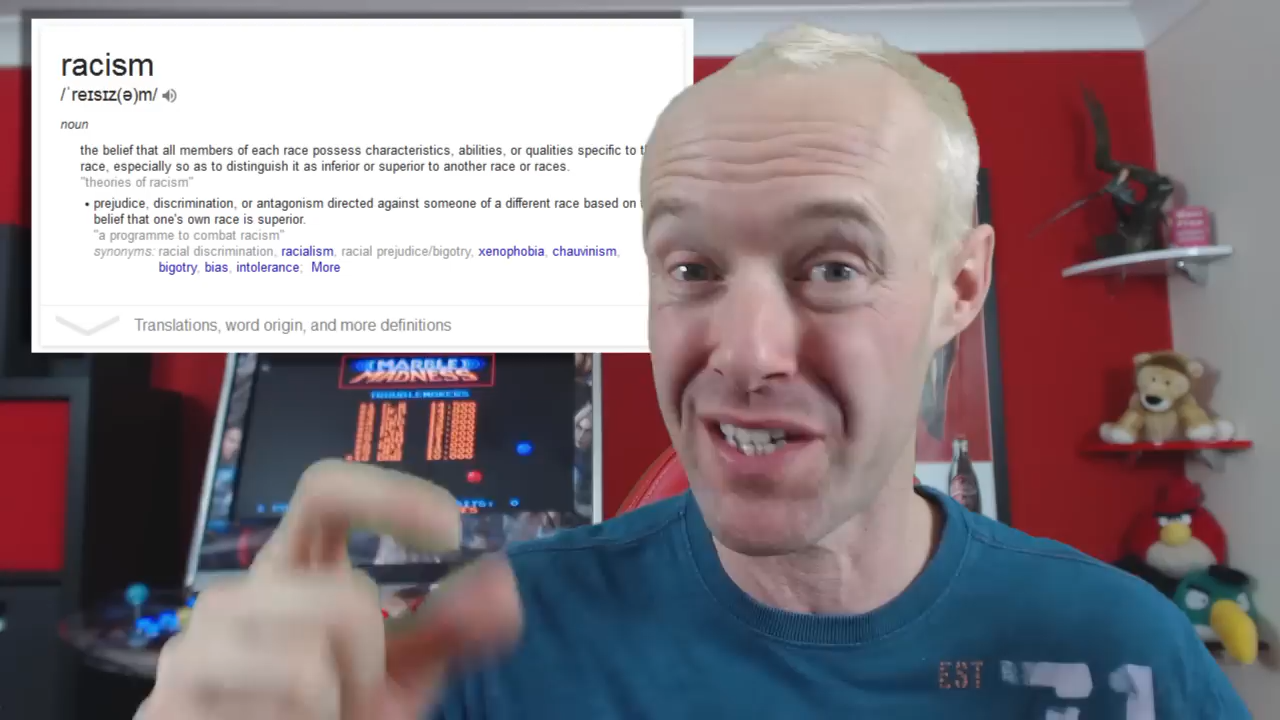 racism
/ˈreɪsɪz(ə)m/
noun
the belief that all members of each race possess characteristics, abilities, or qualities specific to
race, especially so as to distinguish it as inferior or superior to another race or races.
"theories of racism"
• prejudice, discrimination, or antagonism directed against someone of a different race based on
belief that one's own race is superior.
"a programme to combat racism"
synonyms: racial discrimination, racialism, racial prejudice/bigotry, xenophobia, chauvinism,
bigotry, bias, intolerance; More
Translations, word origin, and more definitions
MARBLE
MADNESS
EST
71